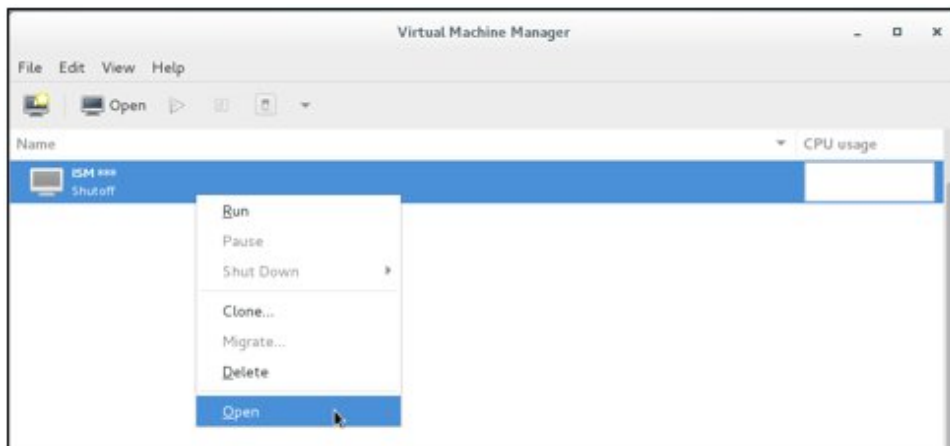 Virtual Machine Manager
File Edit View Help
Open
Name CPU usage
ISM ***
Shutoff
Run
Pause
Shut Down
Clone...
Migrate...
Delete
Open